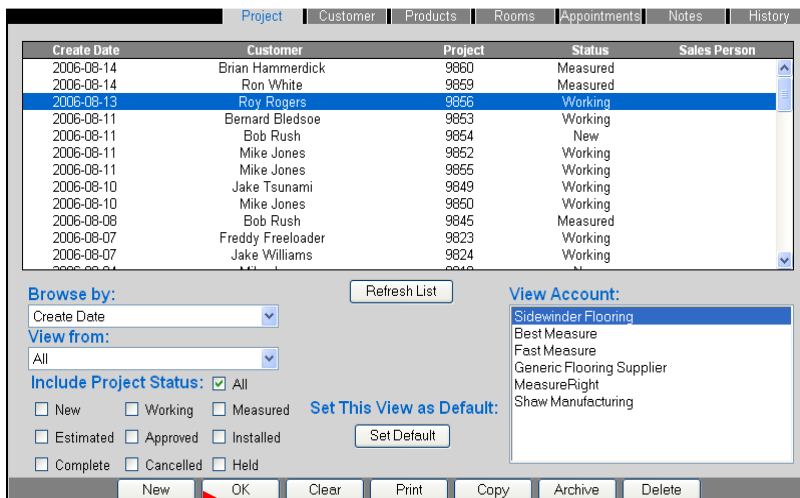 Project Customer Products Rooms Appointments Notes History
Create Date Customer Project Status Sales Person
2006-08-14 Brian Hammerdick 9860 Measured
2006-08-14 Ron White 9859 Measured
2006-08-13 Roy Rogers 9856 Working
2006-08-11 Bernard Bledsoe 9853 Working
2006-08-11 Bob Rush 9854 New
2006-08-11 Mike Jones 9852 Working
2006-08-11 Mike Jones 9855 Working
2006-08-10 Jake Tsunami 9849 Working
2006-08-10 Mike Jones 9850 Working
2006-08-08 Bob Rush 9845 Measured
2006-08-07 Freddy Freeloader 9823 Working
2006-08-07 Jake Williams 9824 Working
Browse by:
Create Date
View from:
All
Include Project Status: All
New Working Measured
Estimated Approved Installed
Complete Cancelled Held
Refresh List
Set This View as Default:
Set Default
View Account:
Sidewinder Flooring
Best Measure
Fast Measure
Generic Flooring Supplier
MeasureRight
Shaw Manufacturing
New OK Clear Print Copy Archive Delete